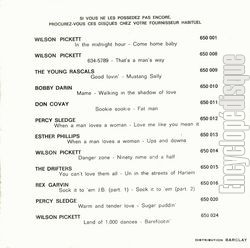 SI VOUS NE LES POSSEDEZ PAS ENCORE,
PROCUREZ-VOUS CES DISQUES CHEZ VOTRE FOURNISSEUR HABITUEL
WILSON PICKETT 650 001
In the midnight hour - Come home baby
WILSON PICKETT 650 008
634-5789 - That's a man's way
THE YOUNG RASCALS 650 009
Good lovin' - Mustang Sally
BOBBY DARIN 650 010
Mame - Walking in the shadow of love
DON COVAY 650 011
Sookie sookie - Fat man
PERCY SLEDGE 650 012
When a man loves a woman - Love me like you mean it
ESTHER PHILLIPS 650 013
When a woman loves a man - Ups and downs
WILSON PICKETT 650 014
Danger zone - Ninety nine and a half
THE DRIFTERS 650 016
You can't love them all - Un in the streets of Harlem
REX GARVIN 650 019
Sock it to 'em J.B. (part 1) - Sock it to 'em (part 2)
PERCY SLEDGE 650 020
Warm and tender love - Sugar puddin'
WILSON PICKETT 650 024
Land of 1.000 dances - Barefootin'
DISTRIBUTION BARCLAY
Encyclopédisque